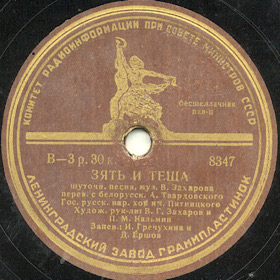 КОМИТЕТ РАДИОИНФОРМАЦИИ ПРИ СОВЕТЕ МИНИСТРОВ СССР
бесшеллачная
В—3 р. 30 к.
8347
ЗЯТЬ И ТЕЩА
шуточн. песня, муз. В. Захарова
перев. с белорусск. А. Твардовского
Гос. русск. нар. хор им. Пятницкого
Худож. рук-ли: В. Г. Захаров и
П. М. Казьмин
Запев.: Н. Гречухина и
Д. Ершов
ЛЕНИНГРАДСКИЙ ЗАВОД ГРАМПЛАСТИНОК